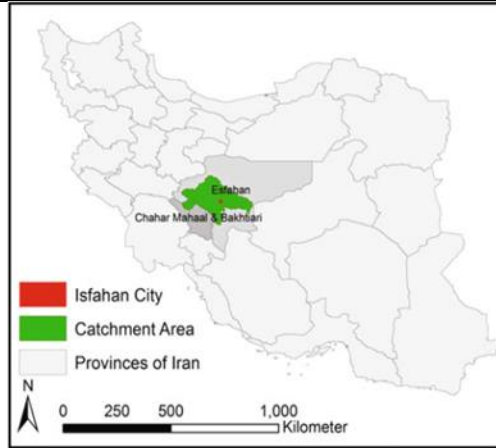 Esfahan
Chahar Mahaal & Bakhtiari
Isfahan City
Catchment Area
Provinces of Iran
N
0 250 500 1,000
Kilometer